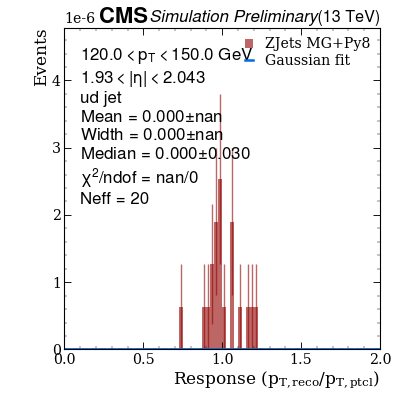 1e-6 CMS Simulation Preliminary (13 TeV)
Events
120.0<pT<150.0 GeV
1.93<|η|<2.043
ud jet
Mean = 0.000±nan
Width = 0.000±nan
Median = 0.000±0.030
χ²/ndof = nan/0
Neff = 20
ZJets MG+Py8
Gaussian fit
4
3
2
1
0
0.0 0.5 1.0 1.5 2.0
Response (pT,reco/pT,ptcl)